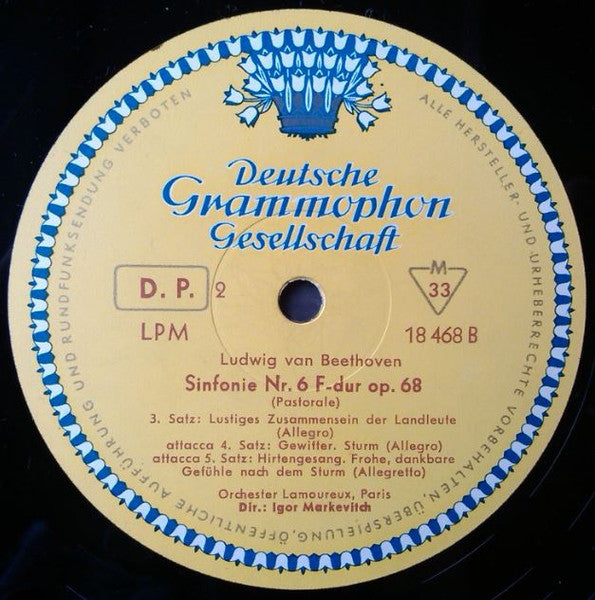 ALLE HERSTELLER- UND URHEBERRECHTE VORBEHALTEN, ÜBERSPIELUNG, ÖFFENTLICHE AUFFÜHRUNG UND RUNDFUNKSENDUNG VERBOTEN
Deutsche
Grammophon
Gesellschaft
D. P. 2
M
33
LPM
18 468 B
Ludwig van Beethoven
Sinfonie Nr. 6 F-dur op. 68
(Pastorale)
3. Satz: Lustiges Zusammensein der Landleute
(Allegro)
attacca 4. Satz: Gewitter. Sturm (Allegro)
attacca 5. Satz: Hirtengesang. Frohe, dankbare
Gefühle nach dem Sturm (Allegretto)
Orchester Lamoureux, Paris
Dir.: Igor Markevitch